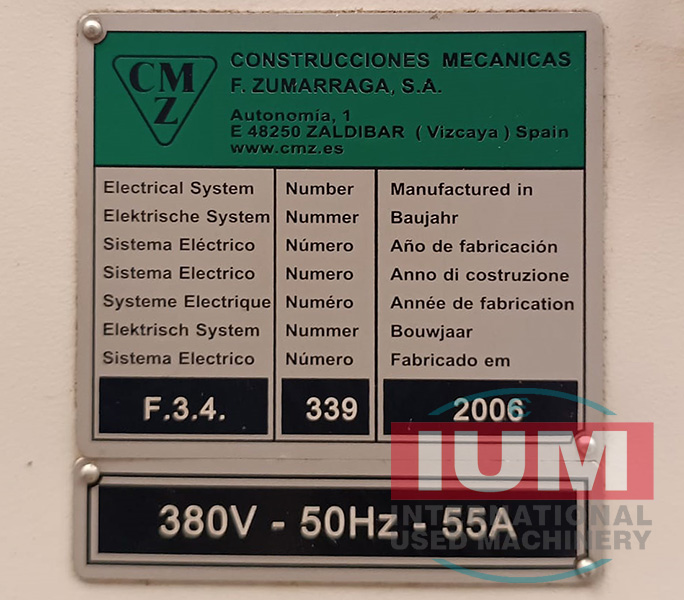 CMZ
CONSTRUCCIONES MECANICAS
F. ZUMARRAGA, S.A.
Autonomía, 1
E 48250 ZALDIBAR ( Vizcaya ) Spain
www.cmz.es
Electrical System Number Manufactured in
Elektrische System Nummer Baujahr
Sistema Eléctrico Número Año de fabricación
Sistema Elettrico Número Anno di costruzione
Systeme Electrique Numéro Année de fabrication
Elektrisch System Nummer Bouwjaar
Sistema Electrico Número Fabricado em
F.3.4. 339 2006
380V - 50Hz - 55A
IUM
INTERNATIONAL
USED MACHINERY